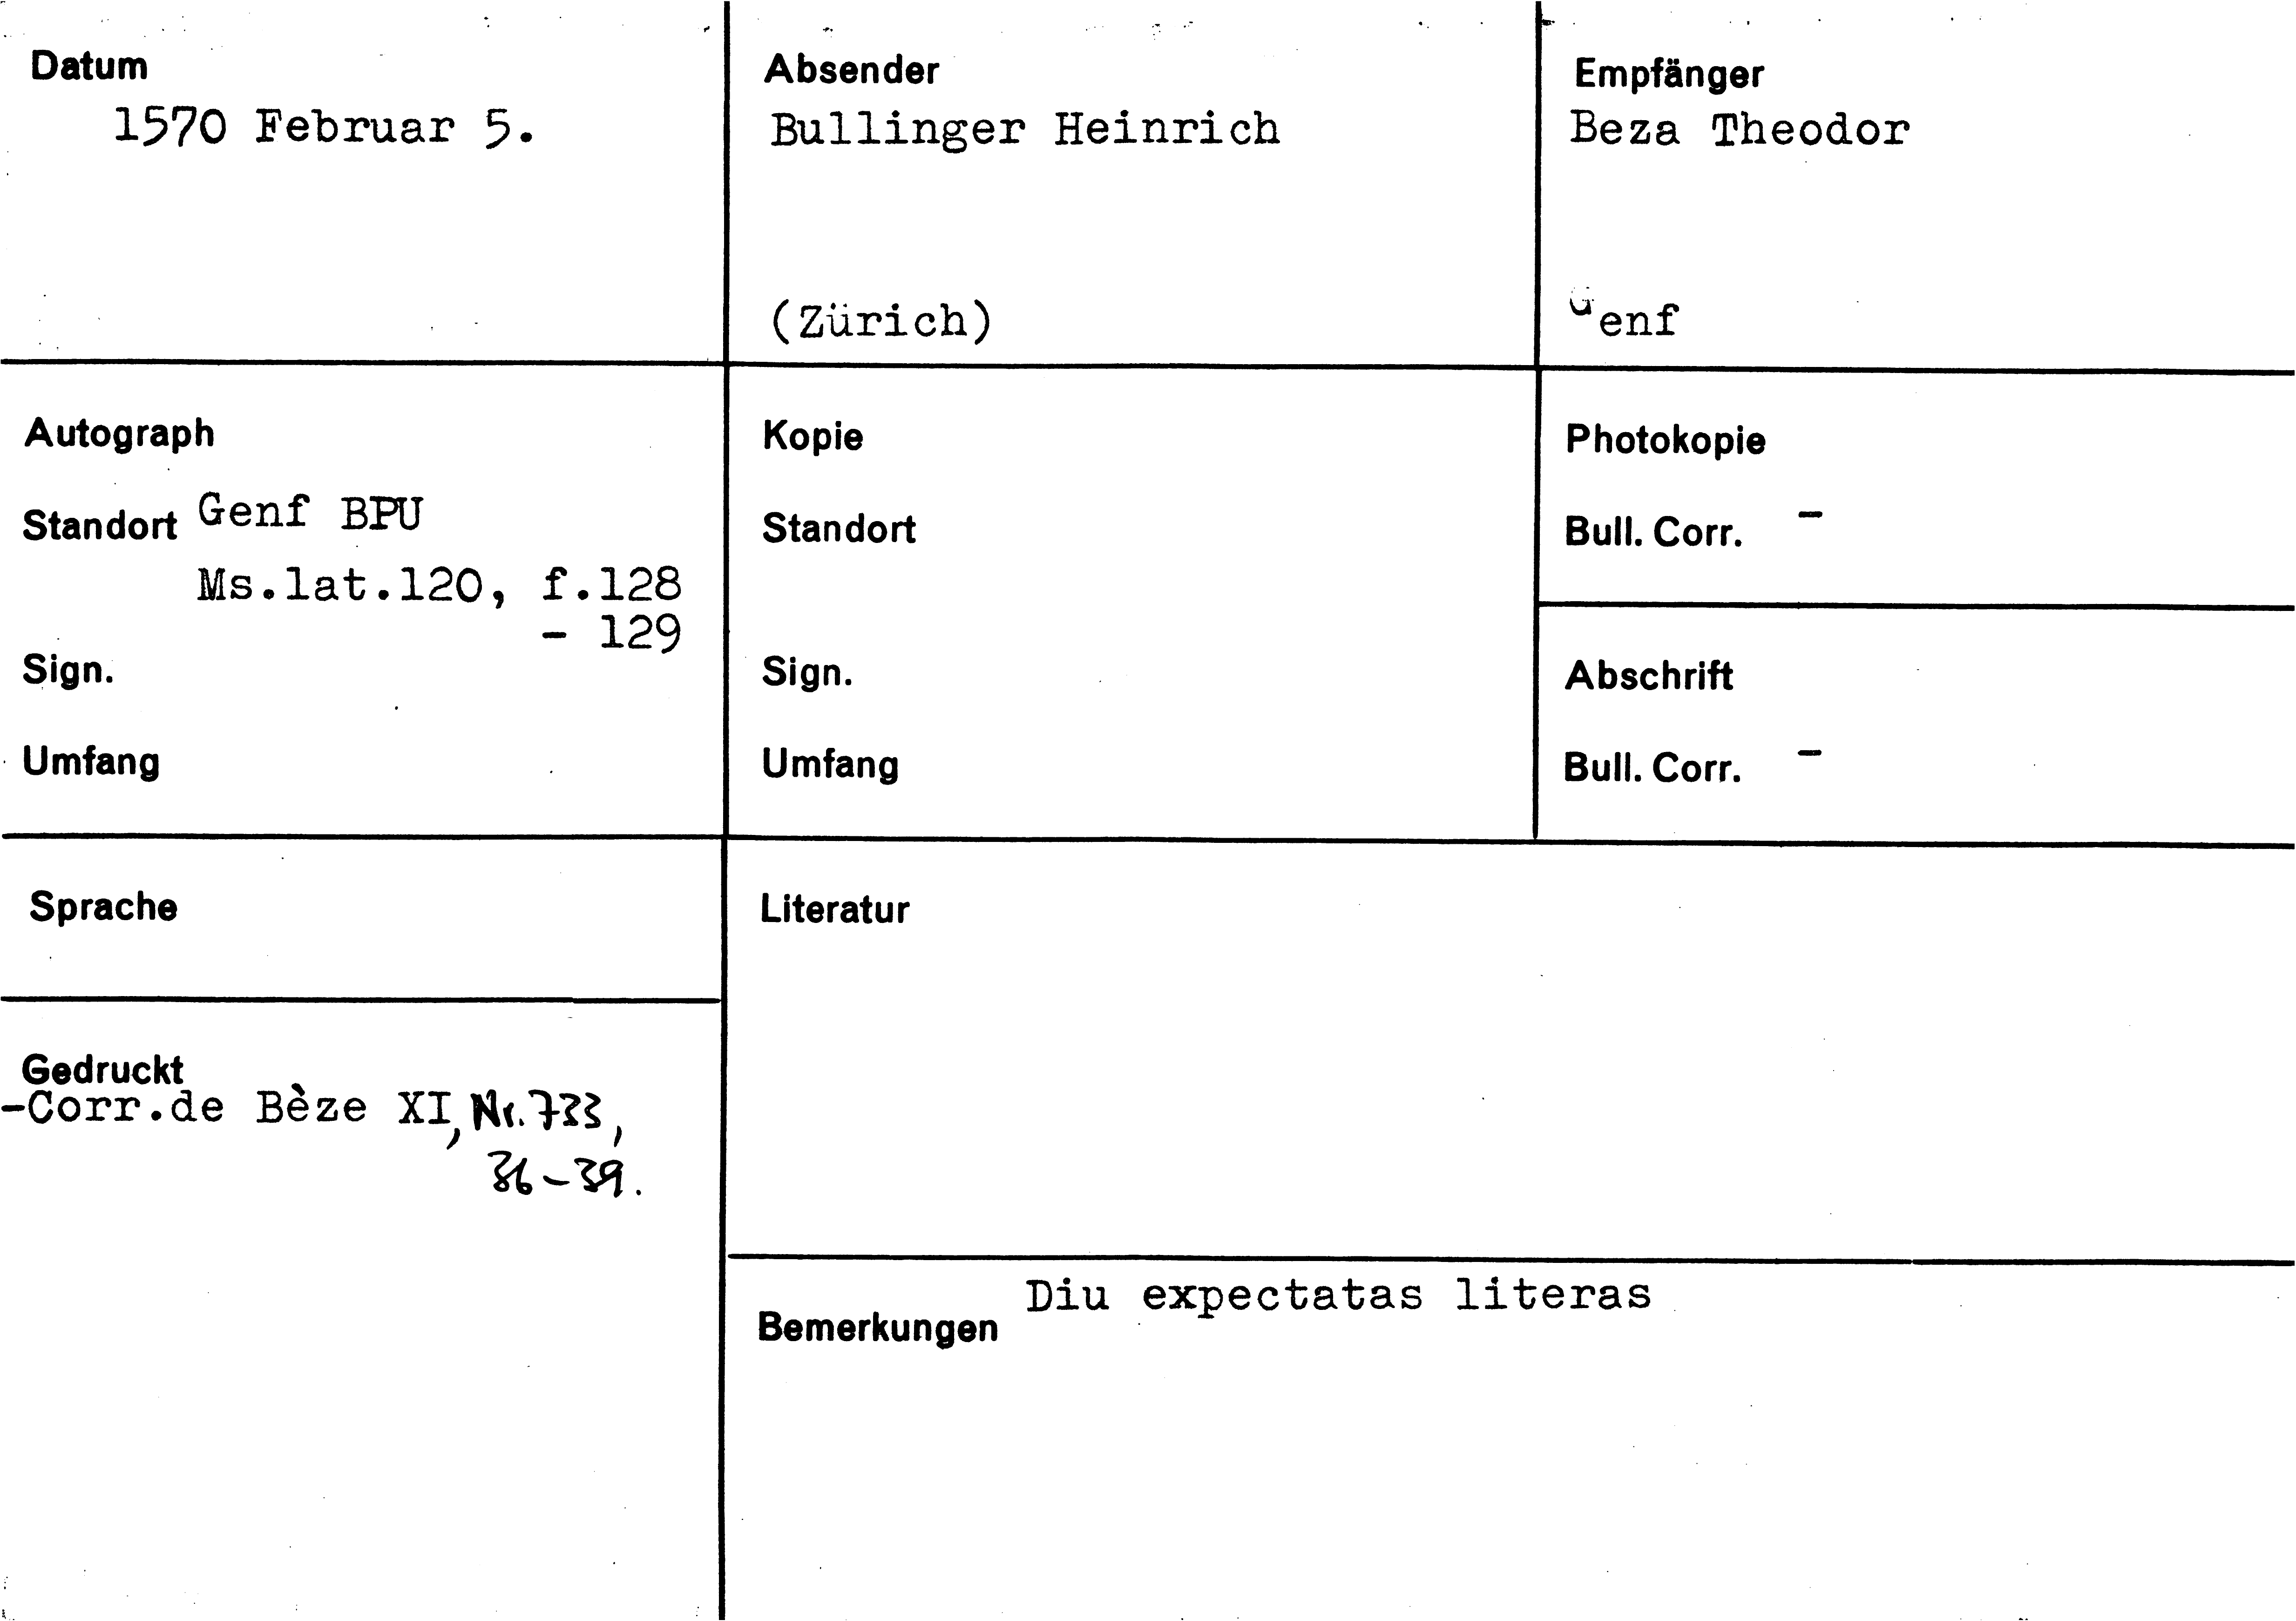 Datum
1570 Februar 5.
Absender
Bullinger Heinrich
(Zürich)
Empfänger
Beza Theodor
Genf
Autograph
Standort Genf BPU
Ms.lat.120, f.128
- 129
Sign.
Umfang
Kopie
Standort
Sign.
Umfang
Photokopie
Bull. Corr. -
Abschrift
Bull. Corr. -
Sprache
Gedruckt
-Corr.de Bèze XI, Nr. 733,
36-39.
Literatur
Bemerkungen Diu expectatas literas